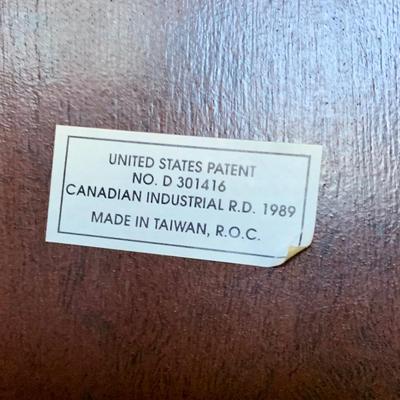 UNITED STATES PATENT
NO. D 301416
CANADIAN INDUSTRIAL R.D. 1989
MADE IN TAIWAN, R.O.C.